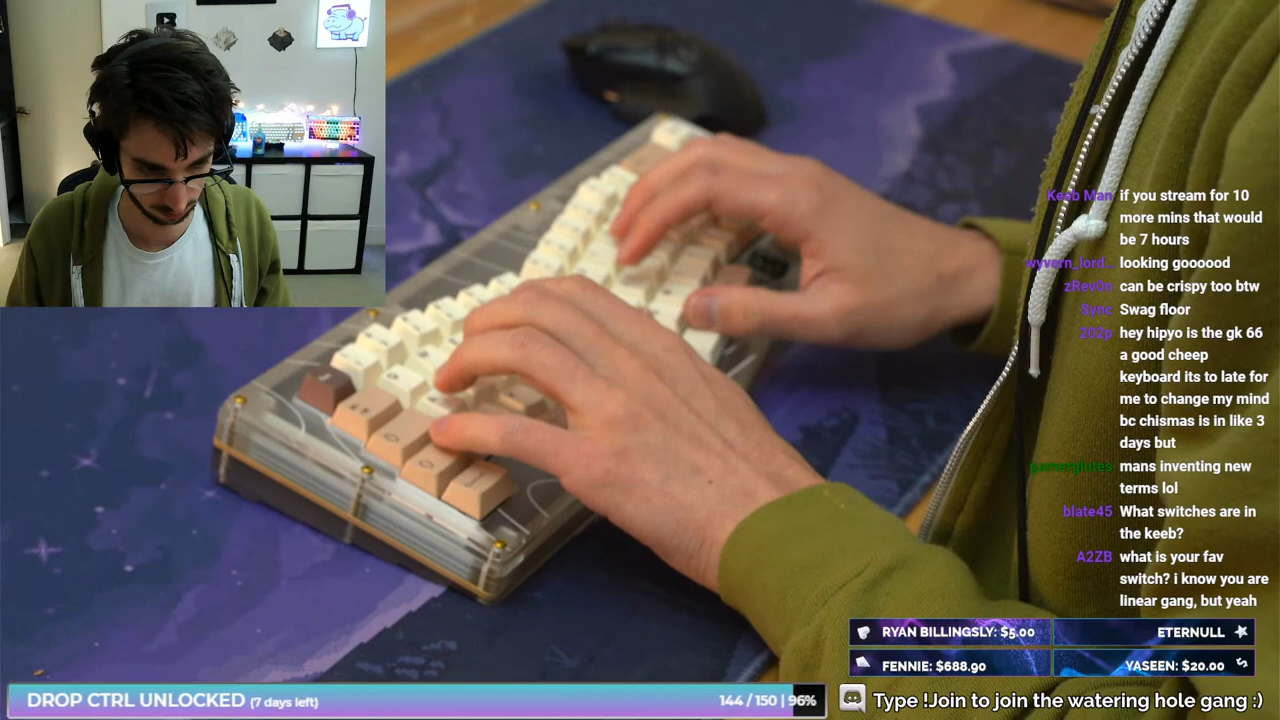 Keeb Man if you stream for 10
more mins that would
be 7 hours
wyvern_lord... looking goooood
zRev0n can be crispy too btw
Sync Swag floor
202p hey hipyo is the gk 66
a good cheep
keyboard its to late for
me to change my mind
bc chismas is in like 3
days but
gamerglutes mans inventing new
terms lol
blate45 What switches are in
the keeb?
A2ZB what is your fav
switch? i know you are
linear gang, but yeah
RYAN BILLINGSLY: $5.00 ETERNULL
FENNIE: $688.90 YASEEN: $20.00
DROP CTRL UNLOCKED (7 days left) 144 / 150 | 96%
Type !Join to join the watering hole gang :)